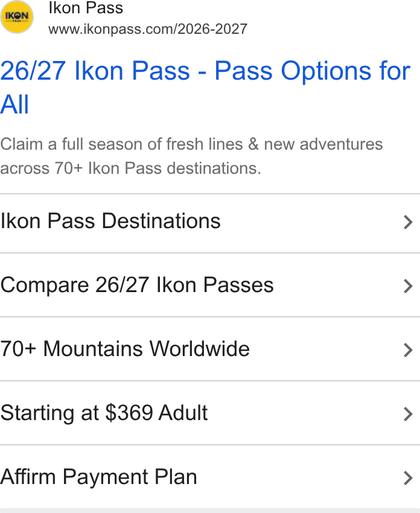 IKON
Ikon Pass
www.ikonpass.com/2026-2027
26/27 Ikon Pass - Pass Options for
All
Claim a full season of fresh lines & new adventures
across 70+ Ikon Pass destinations.
Ikon Pass Destinations
Compare 26/27 Ikon Passes
70+ Mountains Worldwide
Starting at $369 Adult
Affirm Payment Plan